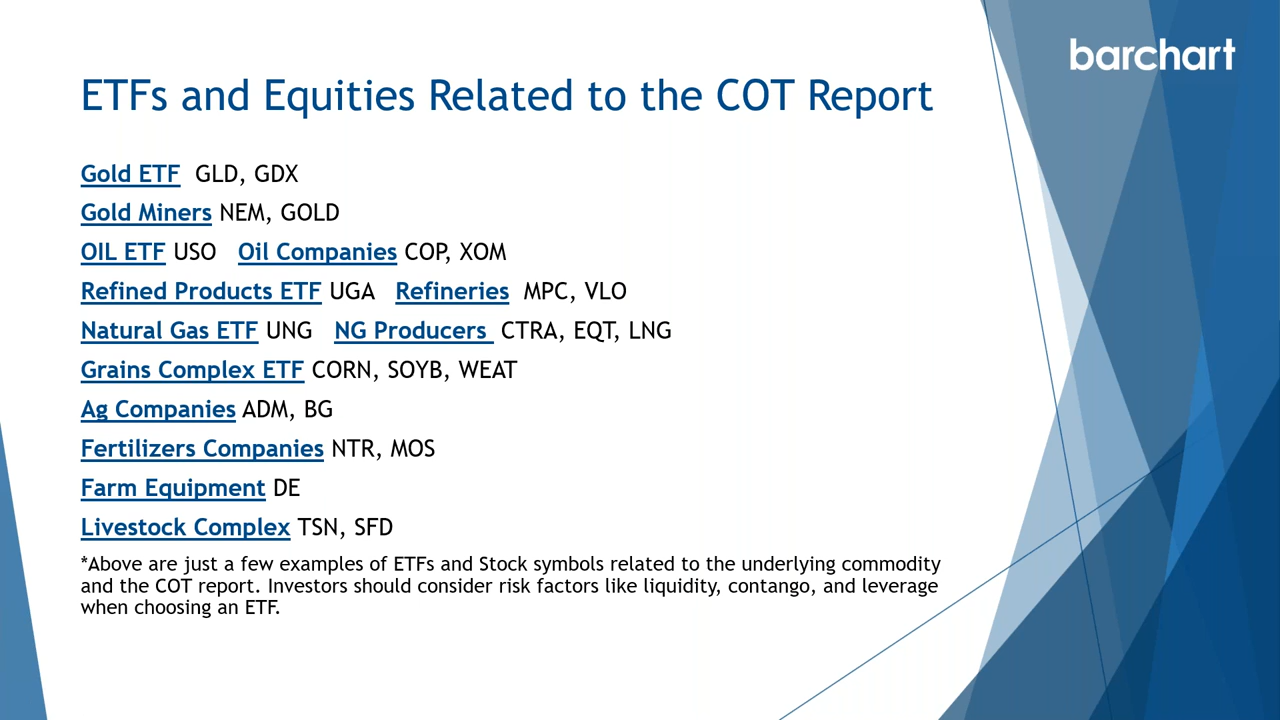 barchart
ETFs and Equities Related to the COT Report
Gold ETF GLD, GDX
Gold Miners NEM, GOLD
OIL ETF USO Oil Companies COP, XOM
Refined Products ETF UGA Refineries MPC, VLO
Natural Gas ETF UNG NG Producers CTRA, EQT, LNG
Grains Complex ETF CORN, SOYB, WEAT
Ag Companies ADM, BG
Fertilizers Companies NTR, MOS
Farm Equipment DE
Livestock Complex TSN, SFD
*Above are just a few examples of ETFs and Stock symbols related to the underlying commodity
and the COT report. Investors should consider risk factors like liquidity, contango, and leverage
when choosing an ETF.